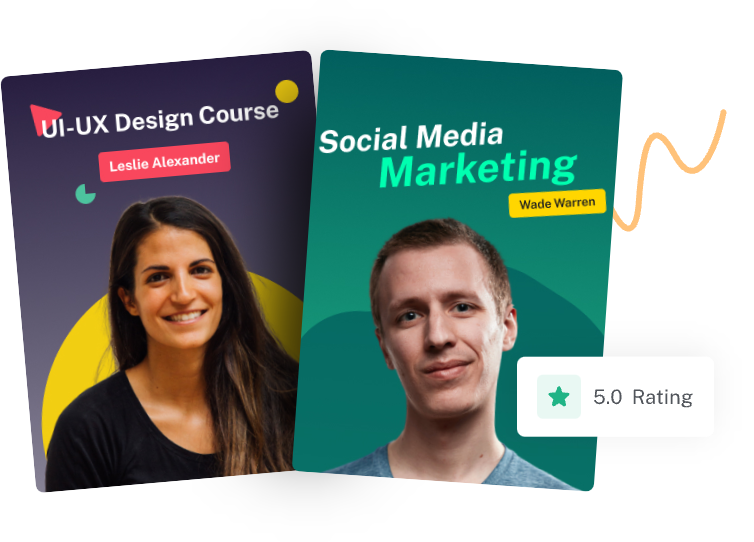 UI-UX Design Course
Leslie Alexander
Social Media
Marketing
Wade Warren
5.0 Rating